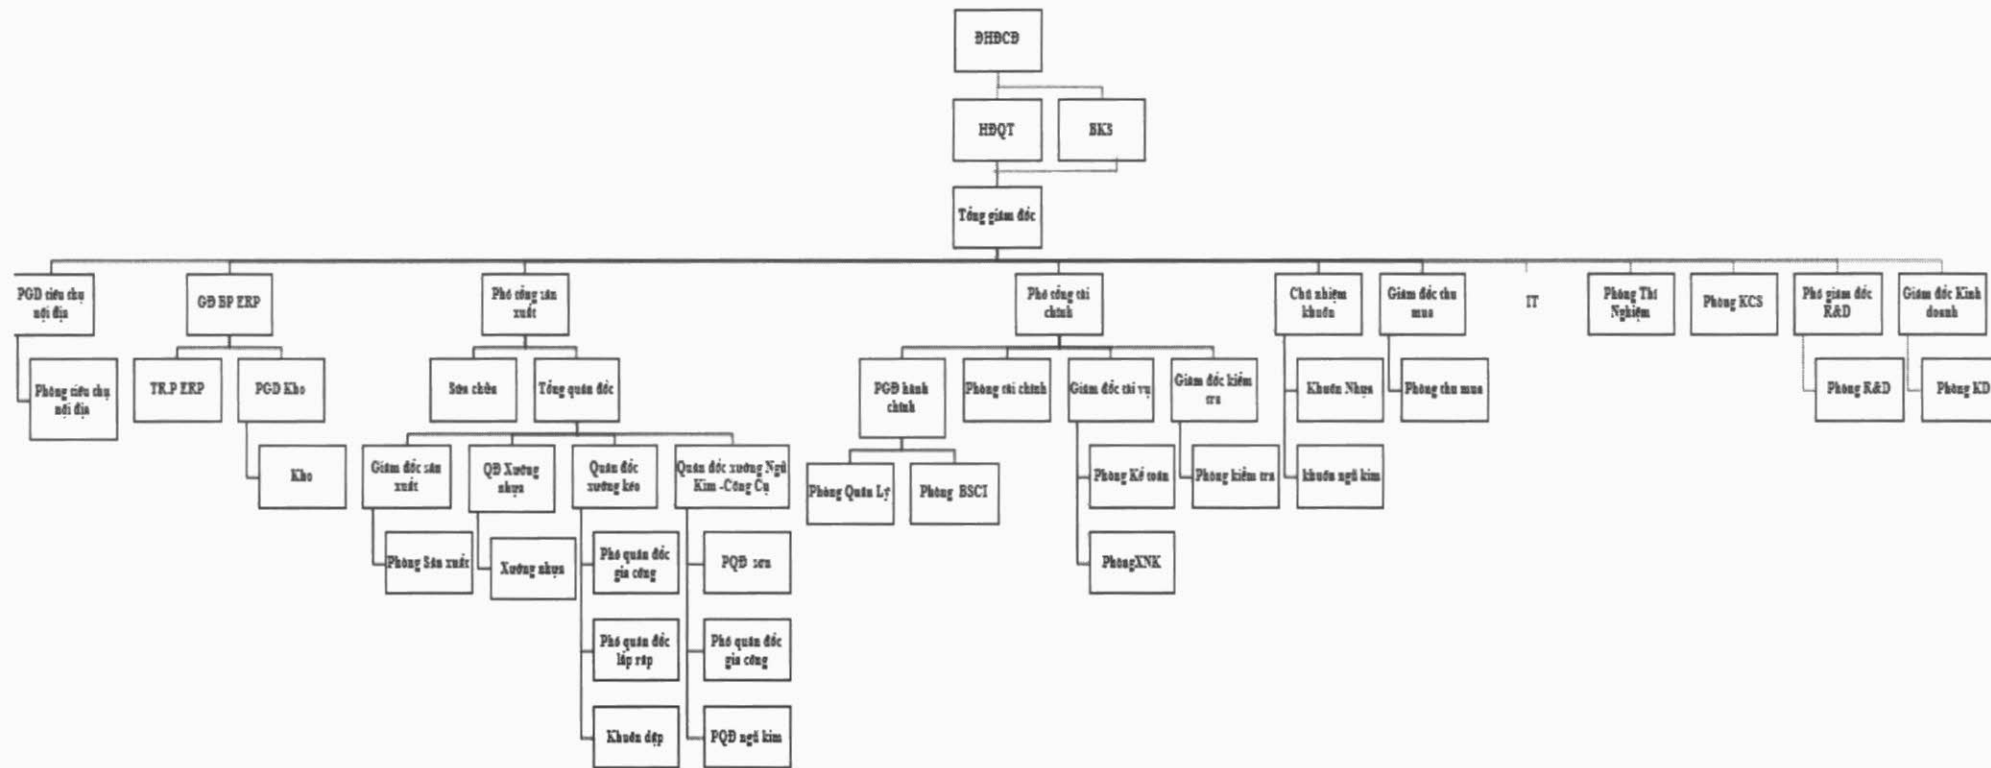 ĐHĐCĐ
HĐQT
BKS
Tổng giám đốc
PGD tiêu thụ
nội địa
GĐ BP ERP
Phó tổng sản
xuất
Phó tổng tài
chính
Chủ nhiệm
khuôn
Giám đốc thu
mua
IT
Phòng Thí
Nghiệm
Phòng KCS
Phó giám đốc
R&D
Giám đốc Kinh
doanh
Phòng tiêu thụ
nội địa
TR.P ERP
PGD Kho
Sửa chữa
Tổng quản đốc
PGĐ hành
chính
Phòng tài chính
Giám đốc tài vụ
Giám đốc kiểm
tra
Khuôn Nhựa
Phòng thu mua
Phòng R&D
Phòng KD
Kho
Giám đốc sản
xuất
QĐ Xưởng
nhựa
Quản đốc
xưởng kéo
Quản đốc xưởng Ngũ
Kim -Công Cụ
Phòng Quản Lý
Phòng BSCI
Phòng Kế toán
Phòng kiểm tra
khuôn ngũ kim
Phòng Sản xuất
Xưởng nhựa
Phó quản đốc
gia công
PQĐ sơn
PhòngXNK
Phó quản đốc
lắp ráp
Phó quản đốc
gia công
Khuôn dập
PQĐ ngũ kim